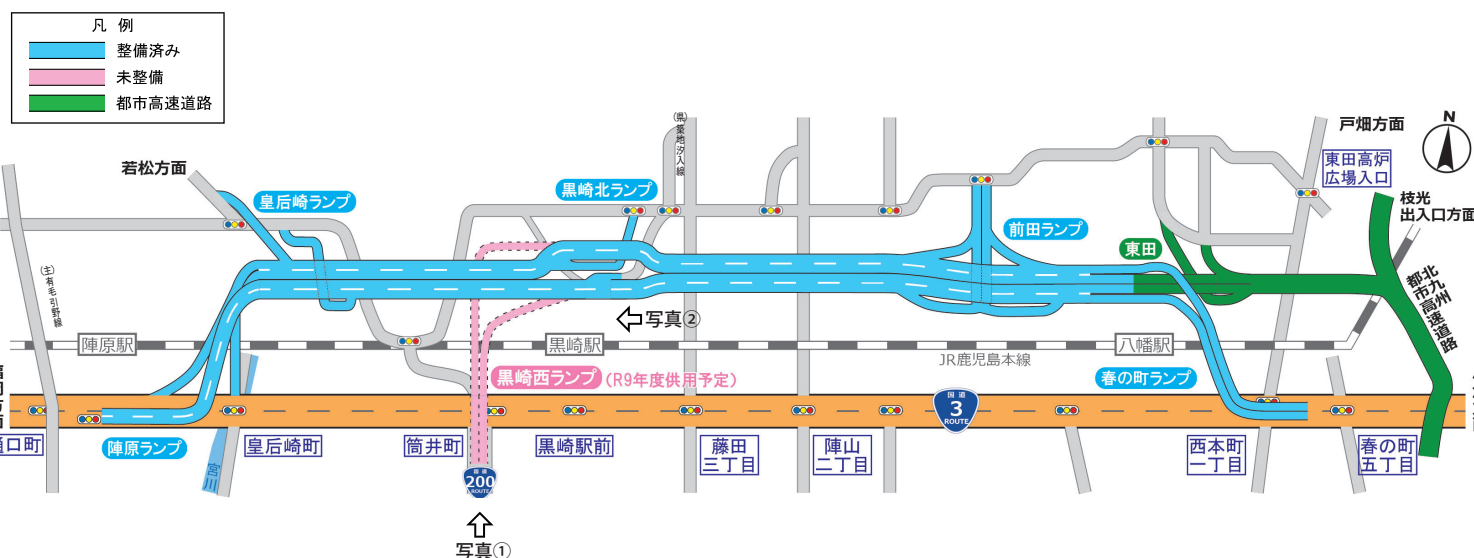 凡 例
整備済み
未整備
都市高速道路
若松方面
皇后崎ランプ
黒崎北ランプ
(県)築地汐入線
前田ランプ
東田
戸畑方面
N
東田高炉
広場入口
枝光
出入口方面
北九州
都市高速道路
(主)有毛引野線
写真②
陣原駅
黒崎駅
八幡駅
JR鹿児島本線
黒崎西ランプ
(R9年度供用予定)
春の町ランプ
国道
3
ROUTE
陣原ランプ
皇后崎町
筒井町
黒崎駅前
藤田
三丁目
陣山
二丁目
西本町
一丁目
春の町
五丁目
宮川
国道
200
ROUTE
写真①